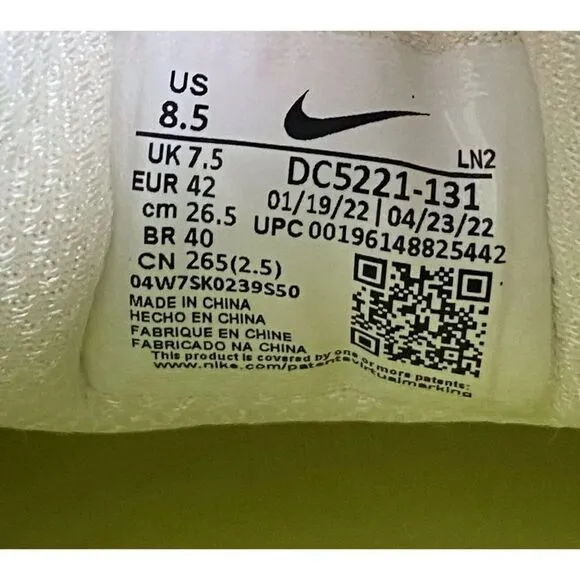 US
8.5
LN2
UK 7.5
DC5221-131
EUR 42
01/19/22 | 04/23/22
cm 26.5
UPC 00196148825442
BR 40
CN 265(2.5)
04W7SK0239S50
MADE IN CHINA
HECHO EN CHINA
FABRIQUE EN CHINE
FABRICADO NA CHINA
This product is covered by one or more patents:
www.nike.com/patents virtualmarking